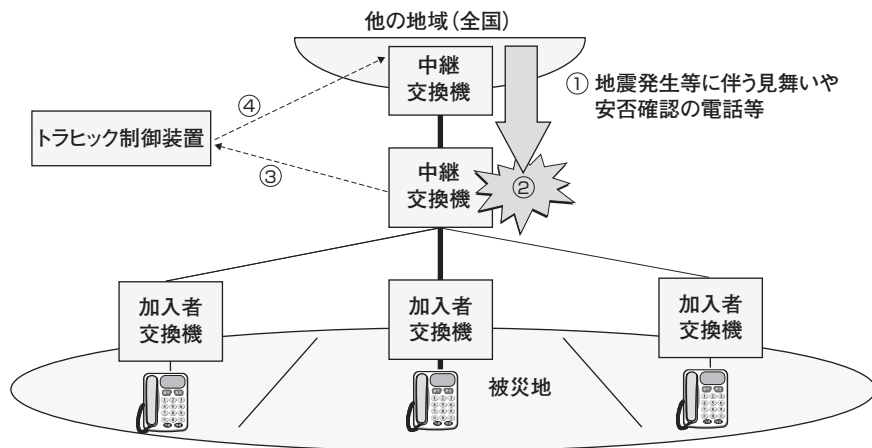 他の地域(全国)
中継
交換機
① 地震発生等に伴う見舞いや
安否確認の電話等
④
トラヒック制御装置
③
中継
交換機
②
加入者
交換機
加入者
交換機
加入者
交換機
被災地